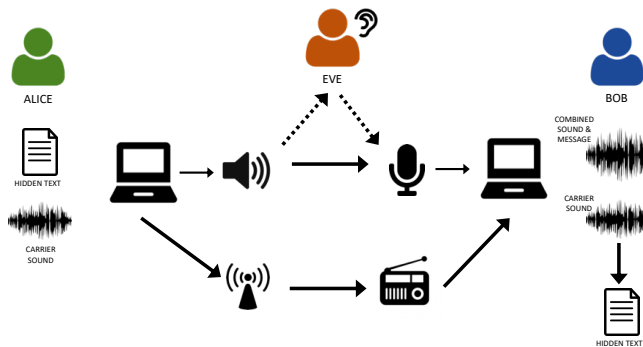 EVE
ALICE
BOB
COMBINED
SOUND &
MESSAGE
HIDDEN TEXT
CARRIER
SOUND
CARRIER
SOUND
HIDDEN TEXT